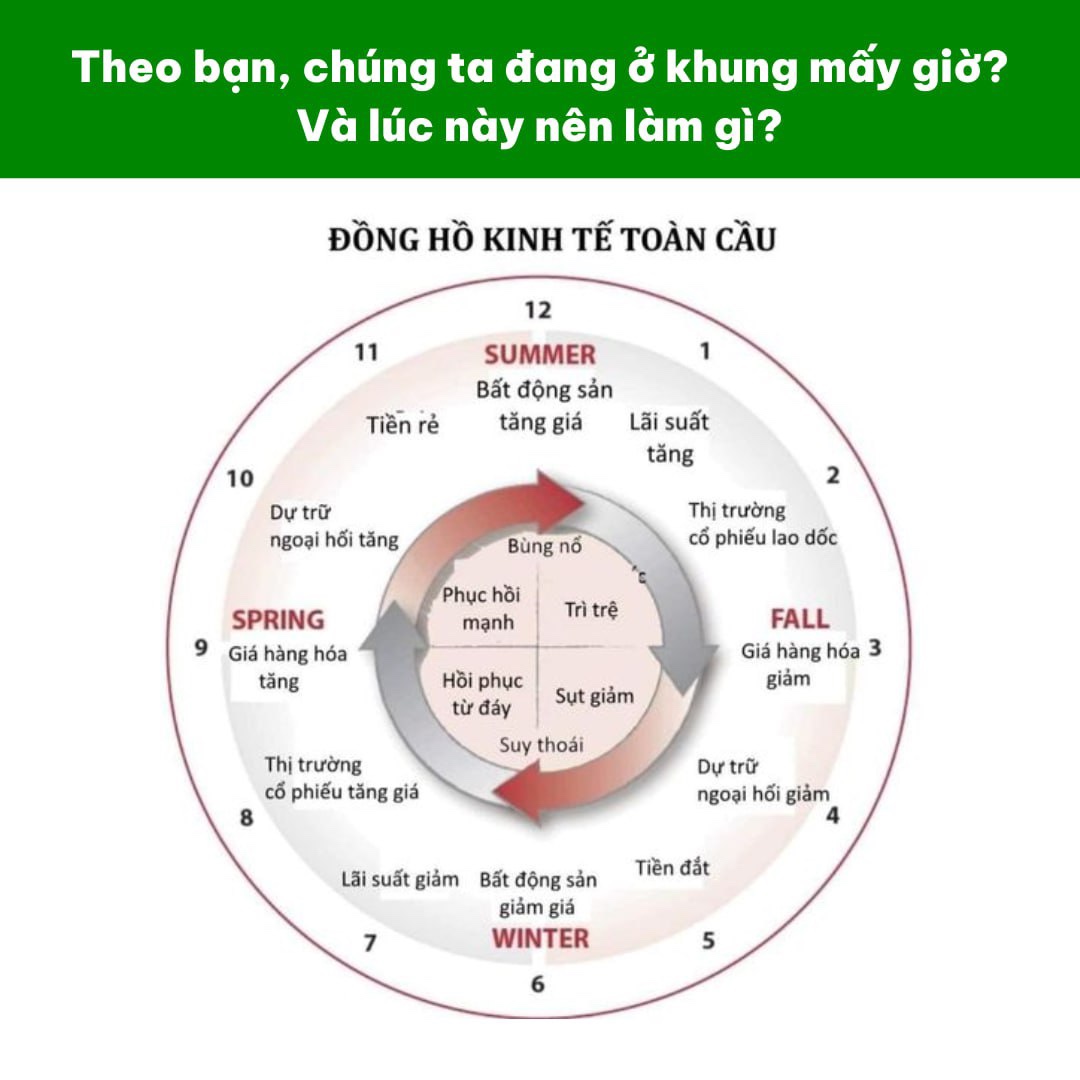 Theo bạn, chúng ta đang ở khung mấy giờ?
Và lúc này nên làm gì?
ĐỒNG HỒ KINH TẾ TOÀN CẦU
12
11
1
SUMMER
Bất động sản
tăng giá
Tiền rẻ
Lãi suất
tăng
10
2
Dự trữ
ngoại hối tăng
Thị trường
cổ phiếu lao dốc
Bùng nổ
Phục hồi
mạnh
Trì trệ
SPRING
FALL
9
Giá hàng hóa
tăng
Giá hàng hóa
giảm
3
Hồi phục
từ đáy
Sụt giảm
Suy thoái
Thị trường
cổ phiếu tăng giá
Dự trữ
ngoại hối giảm
8
4
Lãi suất giảm
Bất động sản
giảm giá
Tiền đắt
WINTER
7
5
6